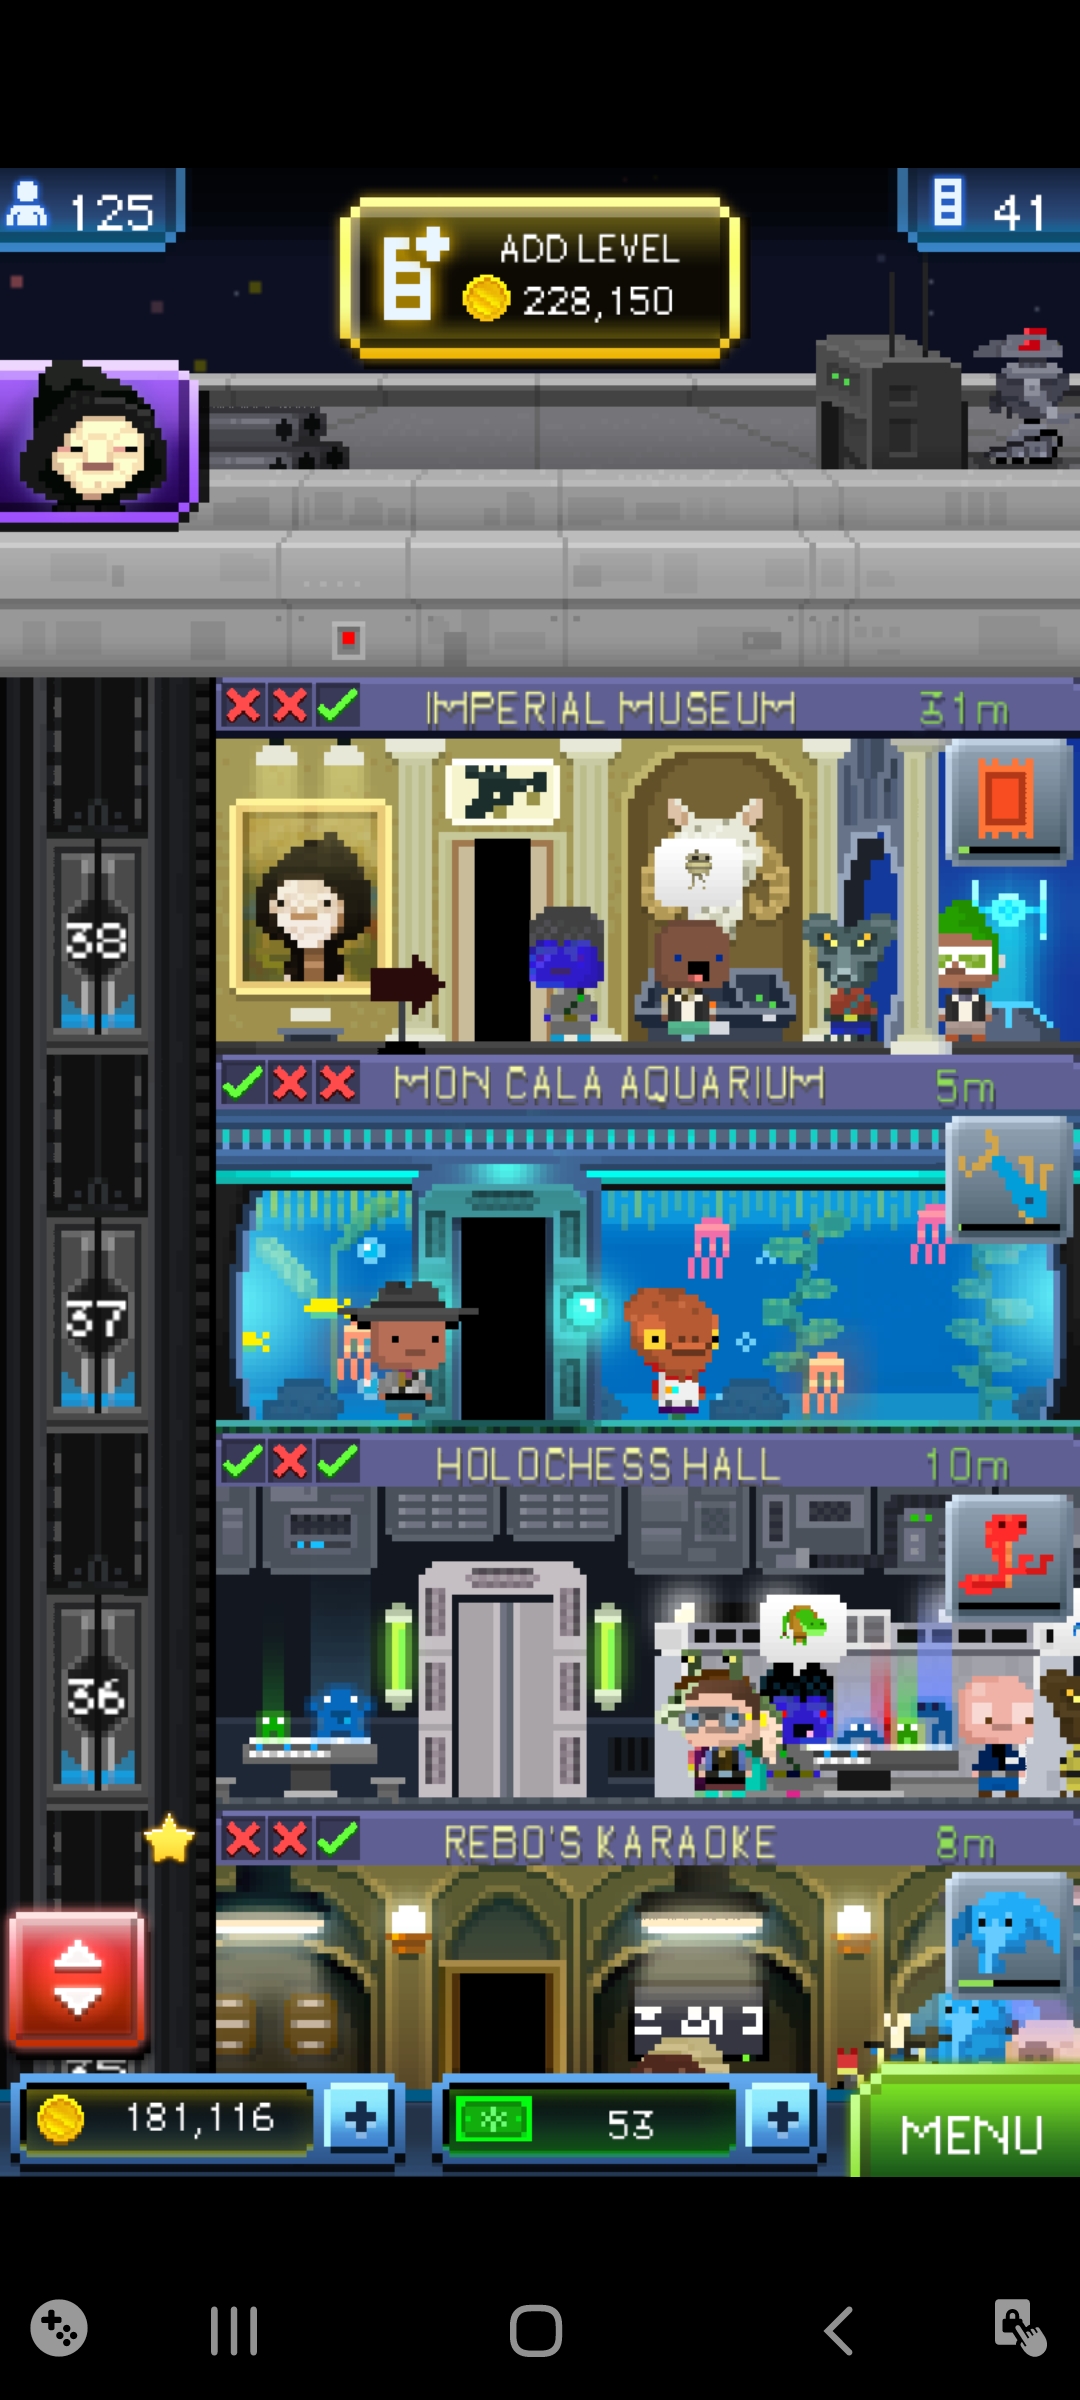 125
ADD LEVEL
228,150
41
IMPERIAL MUSEUM 31m
38
MON CALA AQUARIUM 5m
37
HOLOCHESS HALL 10m
36
REBO'S KARAOKE 8m
35
181,116
53
MENU